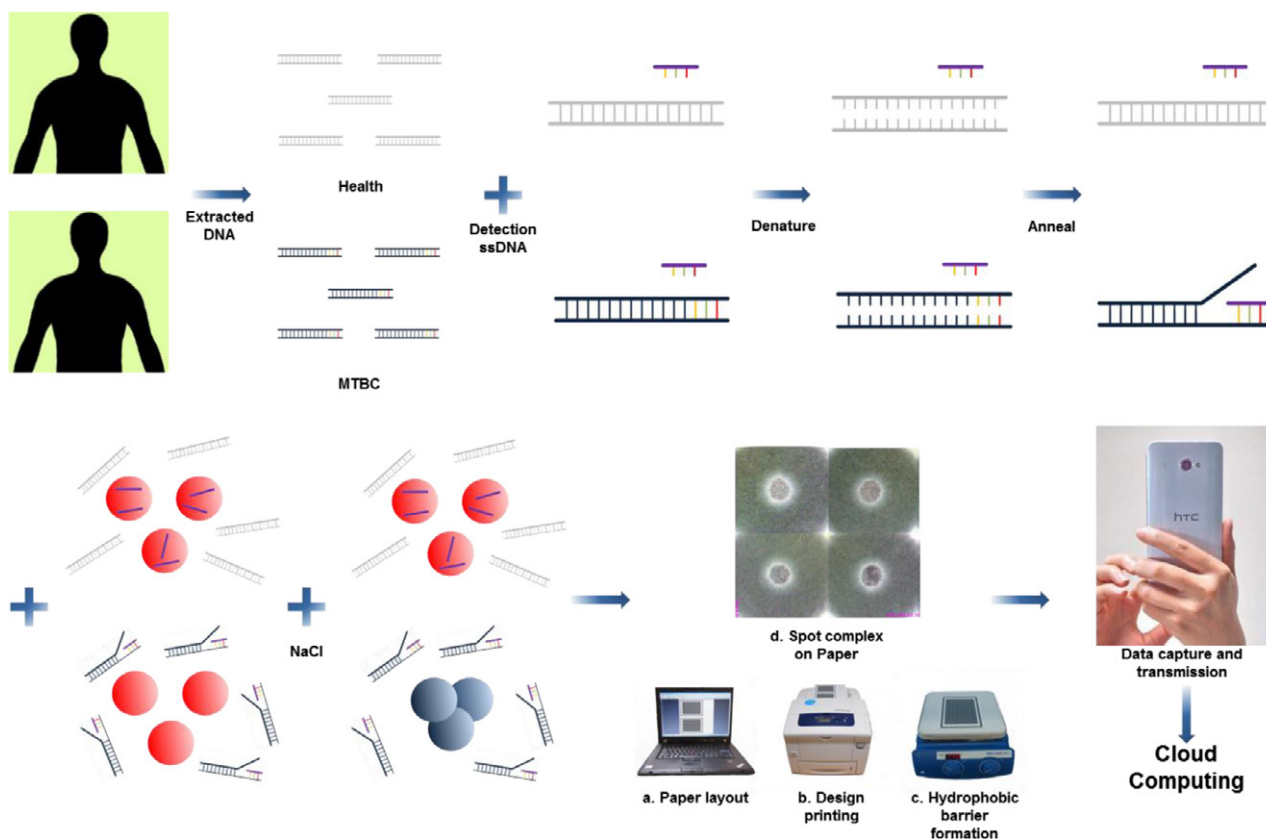 Health
Extracted
DNA
Detection
ssDNA
Denature
Anneal
MTBC
NaCl
d. Spot complex
on Paper
hTC
Data capture and
transmission
a. Paper layout
b. Design
printing
c. Hydrophobic
barrier
formation
Cloud
Computing